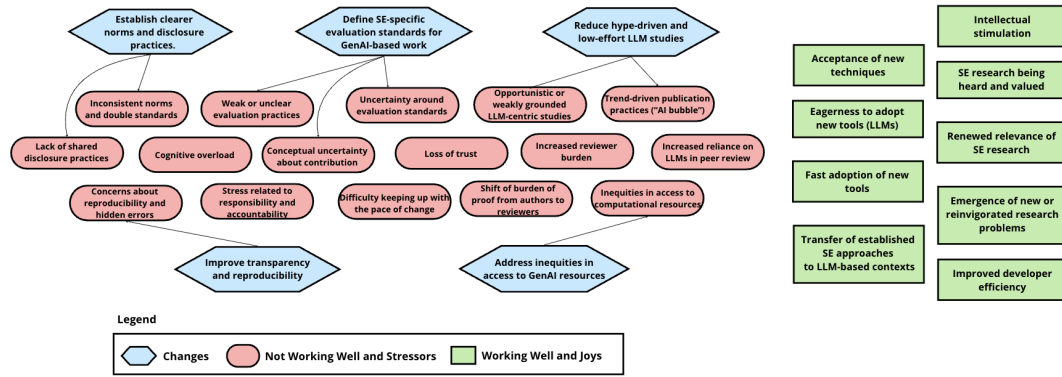 Establish clearer
norms and disclosure
practices.
Define SE-specific
evaluation standards for
GenAI-based work
Reduce hype-driven and
low-effort LLM studies
Inconsistent norms
and double standards
Weak or unclear
evaluation practices
Uncertainty around
evaluation standards
Opportunistic or
weakly grounded
LLM-centric studies
Trend-driven publication
practices (“AI bubble”)
Lack of shared
disclosure practices
Cognitive overload
Conceptual uncertainty
about contribution
Loss of trust
Increased reviewer
burden
Increased reliance on
LLMs in peer review
Concerns about
reproducibility and
hidden errors
Stress related to
responsibility and
accountability
Difficulty keeping up with
the pace of change
Shift of burden of
proof from authors to
reviewers
Inequities in access to
computational resources
Improve transparency
and reproducibility
Address inequities in
access to GenAI resources
Acceptance of new
techniques
Eagerness to adopt
new tools (LLMs)
Fast adoption of new
tools
Transfer of established
SE approaches
to LLM-based contexts
Intellectual
stimulation
SE research being
heard and valued
Renewed relevance of
SE research
Emergence of new or
reinvigorated research
problems
Improved developer
efficiency
Legend
Changes
Not Working Well and Stressors
Working Well and Joys